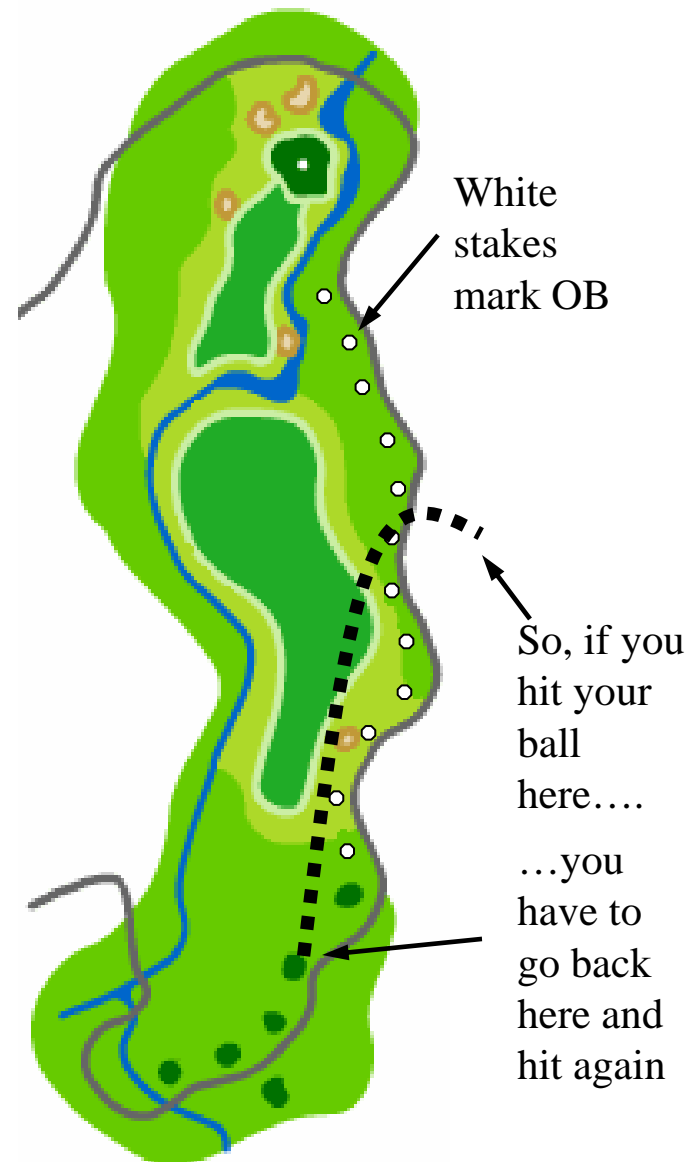 White
stakes
mark OB
So, if you
hit your
ball
here….
…you
have to
go back
here and
hit again